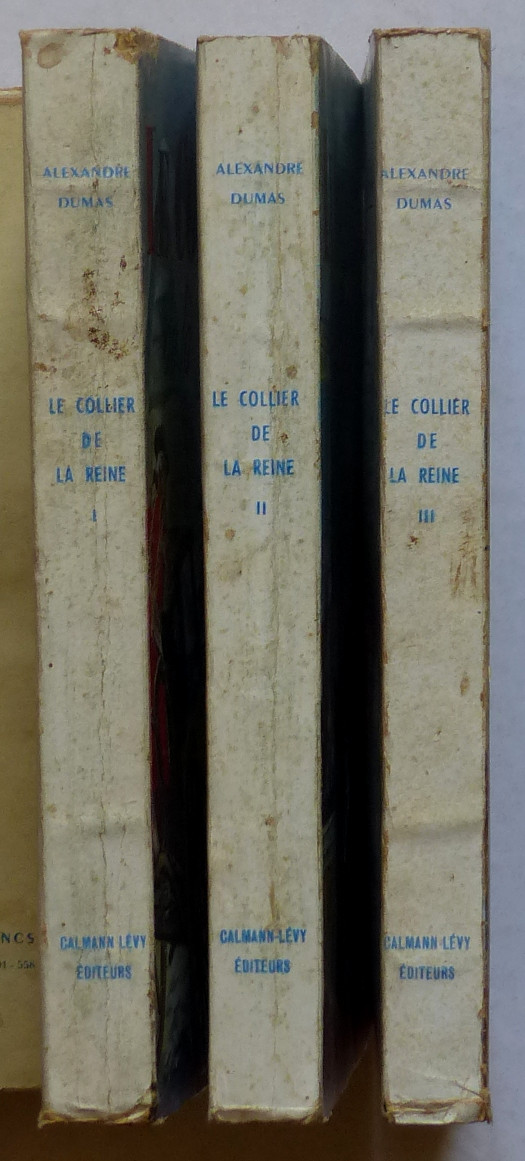 ALEXANDRE
DUMAS
LE COLLIER
DE
LA REINE
I
CALMANN-LÉVY
ÉDITEURS
ALEXANDRE
DUMAS
LE COLLIER
DE
LA REINE
II
CALMANN-LÉVY
ÉDITEURS
ALEXANDRE
DUMAS
LE COLLIER
DE
LA REINE
III
CALMANN-LÉVY
ÉDITEURS
NCS